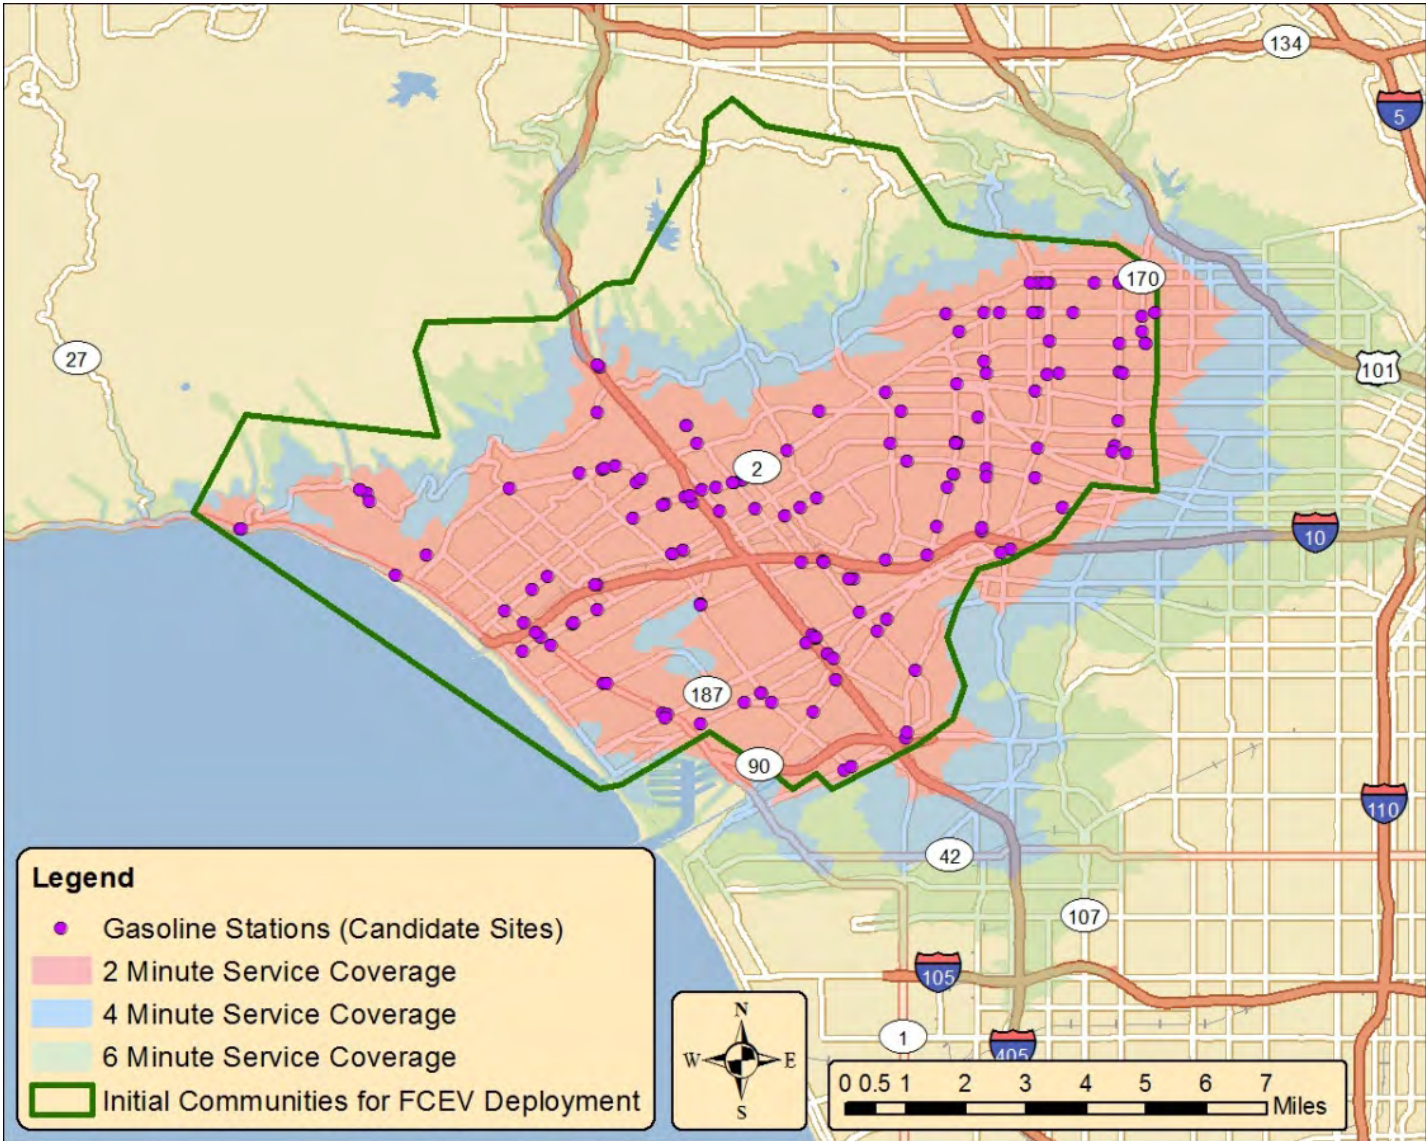 134
5
170
27
101
2
10
187
90
110
42
107
105
1
405
Legend
Gasoline Stations (Candidate Sites)
2 Minute Service Coverage
4 Minute Service Coverage
6 Minute Service Coverage
Initial Communities for FCEV Deployment
N
W E
S
0 0.5 1 2 3 4 5 6 7
Miles